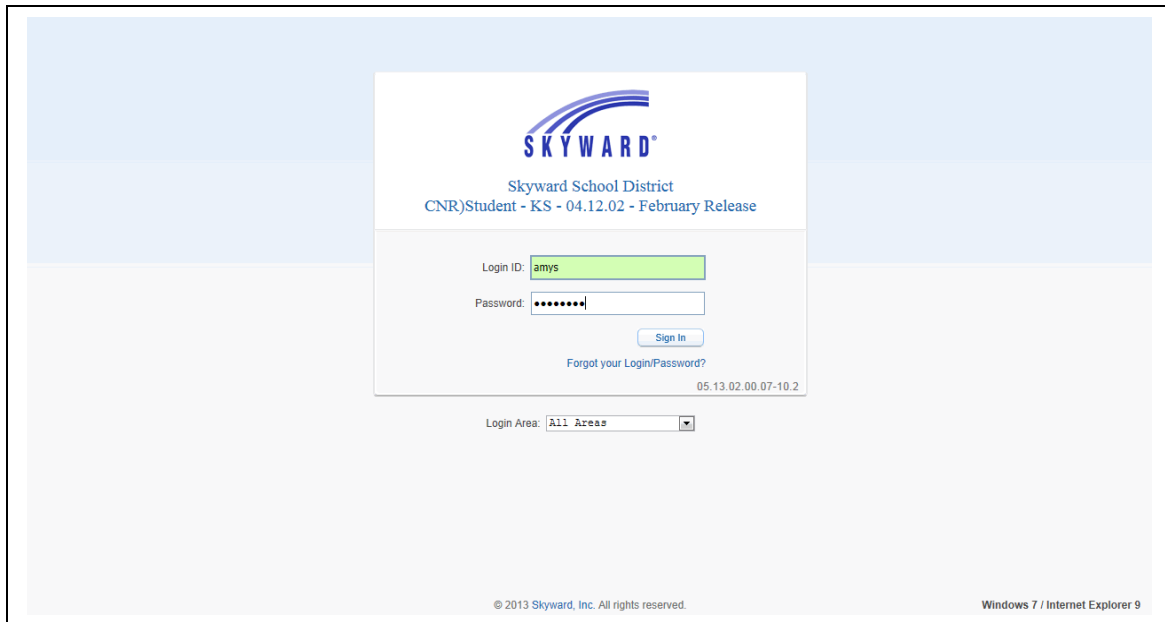 SKYWARD®
Skyward School District
CNR)Student - KS - 04.12.02 - February Release
Login ID: amys
Password: ••••••••
Sign In
Forgot your Login/Password?
05.13.02.00.07-10.2
Login Area: All Areas
© 2013 Skyward, Inc. All rights reserved.
Windows 7 / Internet Explorer 9